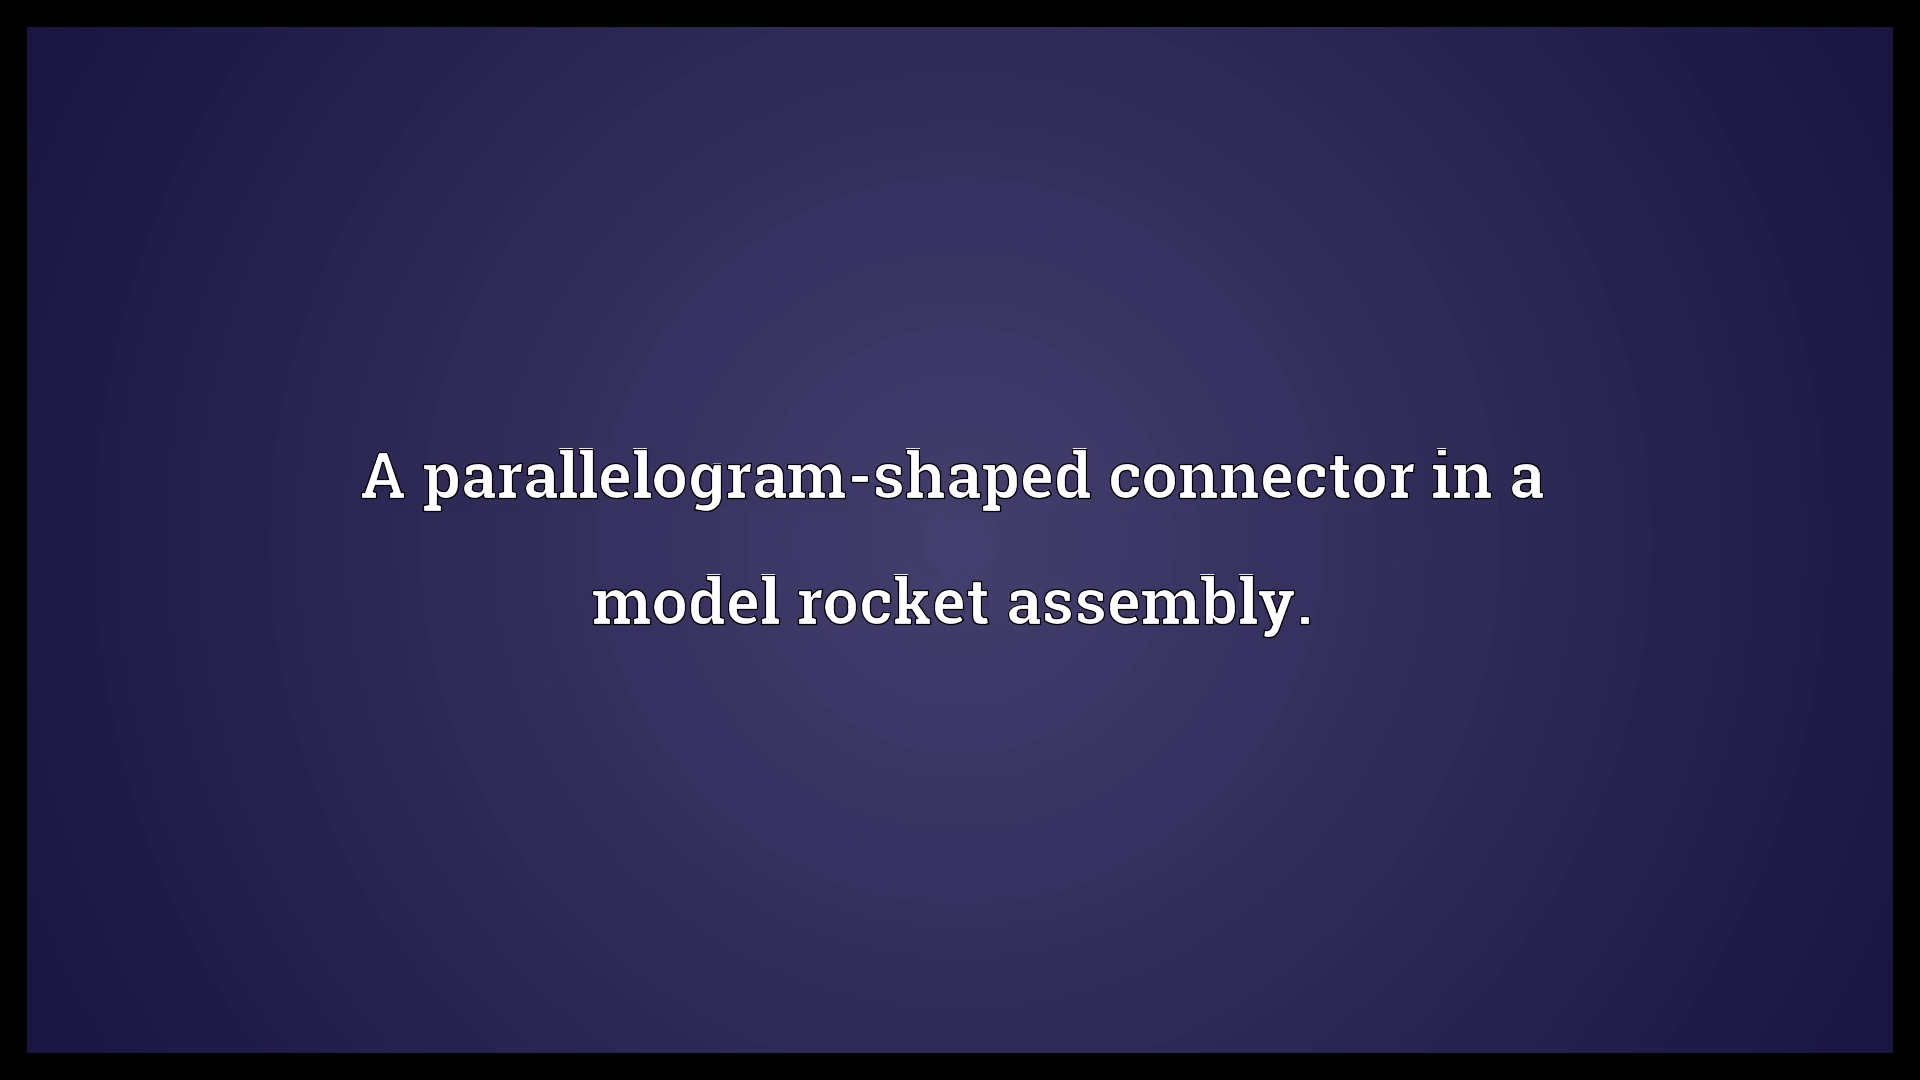 A parallelogram-shaped connector in a
model rocket assembly.